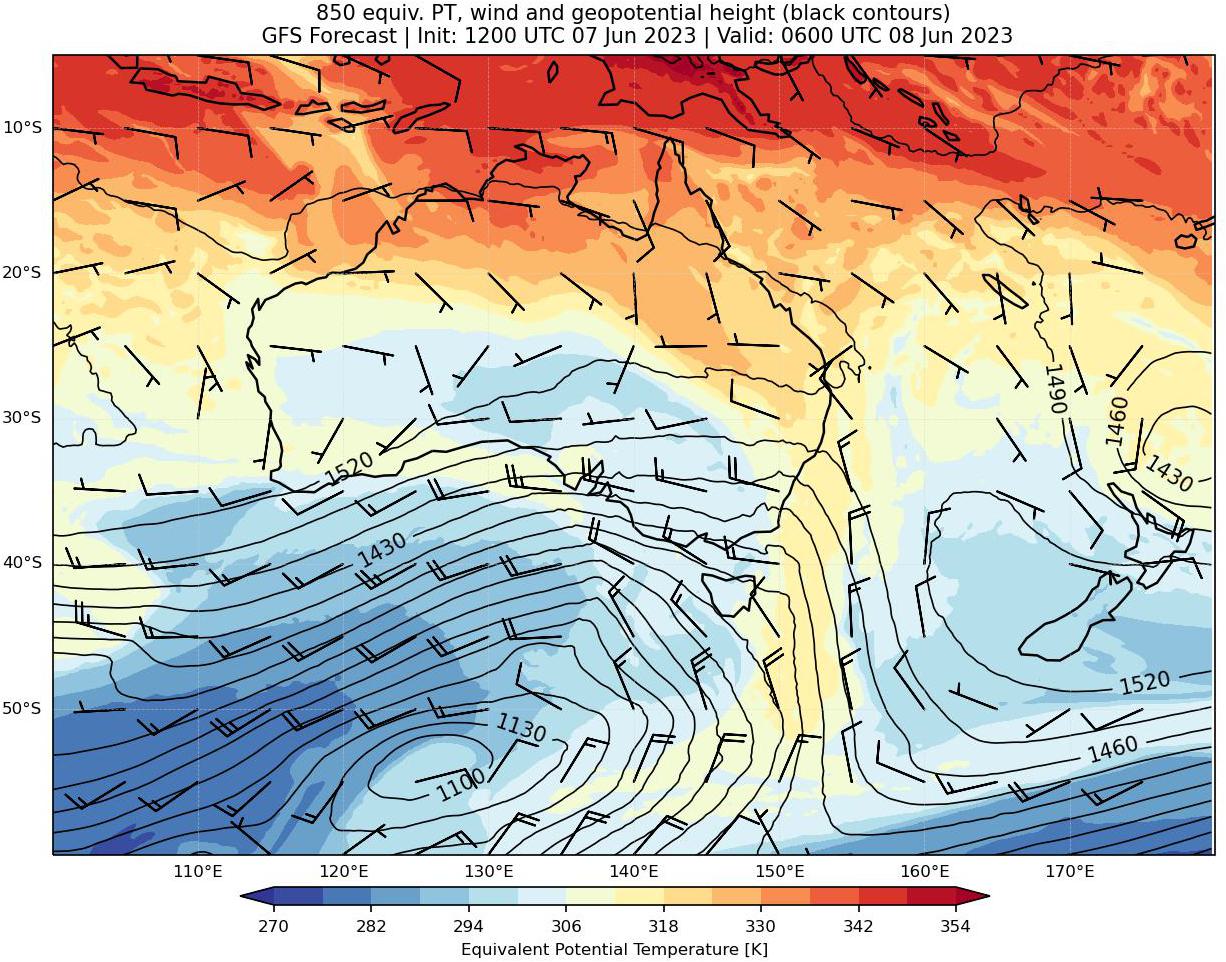 850 equiv. PT, wind and geopotential height (black contours)
GFS Forecast | Init: 1200 UTC 07 Jun 2023 | Valid: 0600 UTC 08 Jun 2023
10°S
20°S
1490
1460
30°S
1520
1430
1430
40°S
1520
50°S
1130
1460
1100
110°E 120°E 130°E 140°E 150°E 160°E 170°E
270 282 294 306 318 330 342 354
Equivalent Potential Temperature [K]